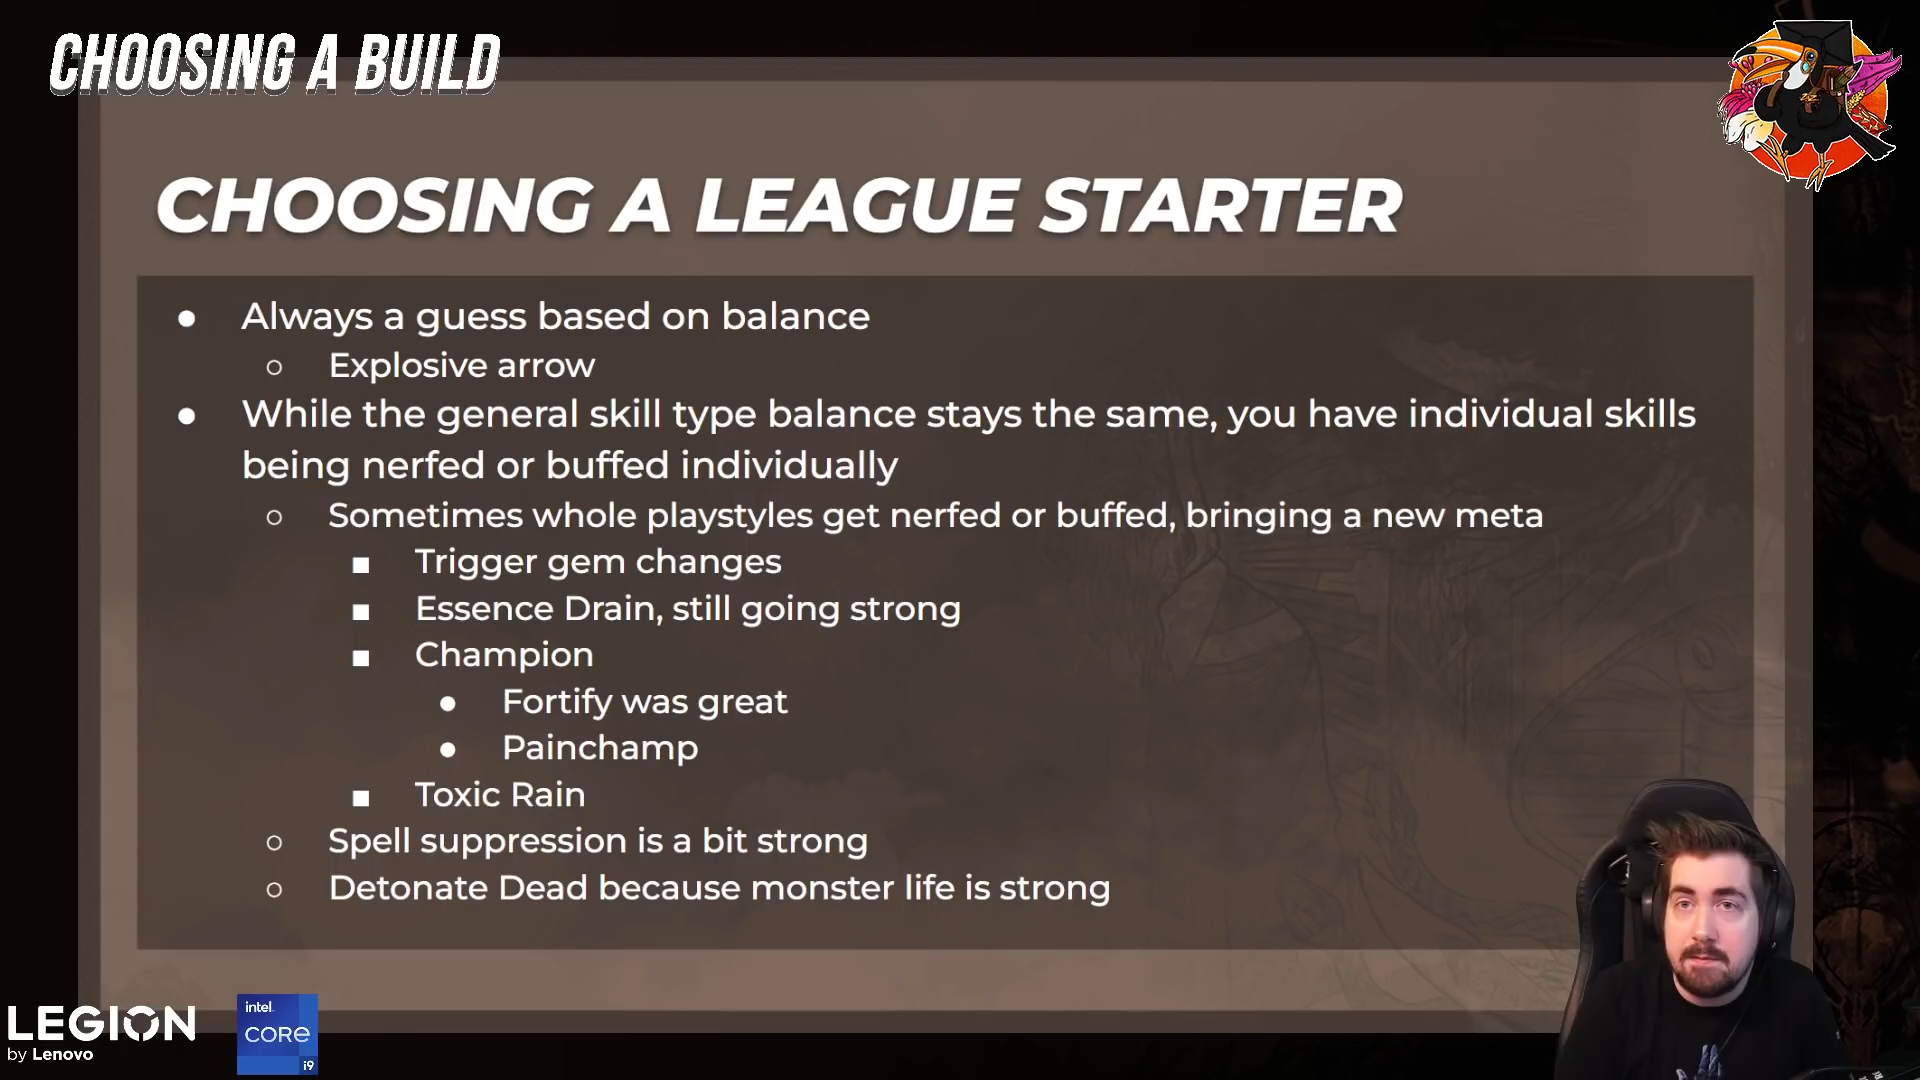 CHOOSING A BUILD
CHOOSING A LEAGUE STARTER
● Always a guess based on balance
○ Explosive arrow
● While the general skill type balance stays the same, you have individual skills
being nerfed or buffed individually
○ Sometimes whole playstyles get nerfed or buffed, bringing a new meta
■ Trigger gem changes
■ Essence Drain, still going strong
■ Champion
● Fortify was great
● Painchamp
■ Toxic Rain
○ Spell suppression is a bit strong
○ Detonate Dead because monster life is strong
LEGION
by Lenovo
intel
CORE
i9